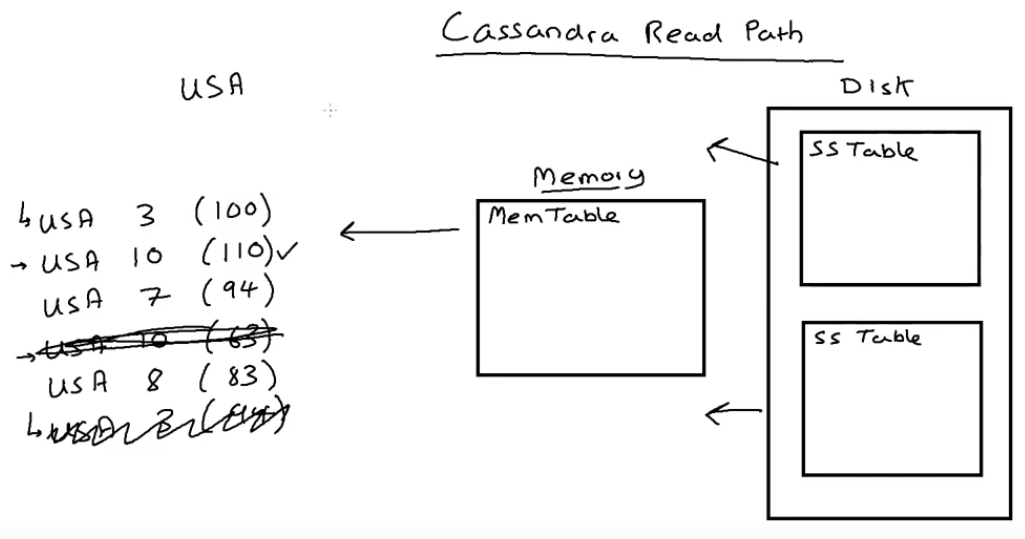 Cassandra Read Path
USA
USA 3 (100)
USA 10 (110)
USA 7 (94)
USA 10 (63)
USA 8 (83)
USA 3
Memory
MemTable
Disk
SS Table
SS Table